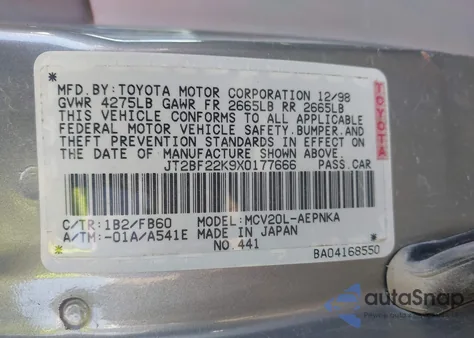 MFD.BY:TOYOTA MOTOR CORPORATION 12/98
GVWR 4275LB GAWR FR 2665LB RR 2665LB
THIS VEHICLE CONFORMS TO ALL APPLICABLE
FEDERAL MOTOR VEHICLE SAFETY,BUMPER,AND
THEFT PREVENTION STANDARDS IN EFFECT ON
THE DATE OF MANUFACTURE SHOWN ABOVE.
JT2BF22K9X0177666 PASS.CAR
TOYOTA
C/TR:1B2/FB60 MODEL:MCV20L-AEPNKA
A/TM:-01A/A541E MADE IN JAPAN
NO.441
BA04168550
autoSnap